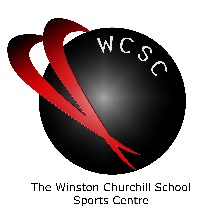 WCSC
The Winston Churchill School
Sports Centre